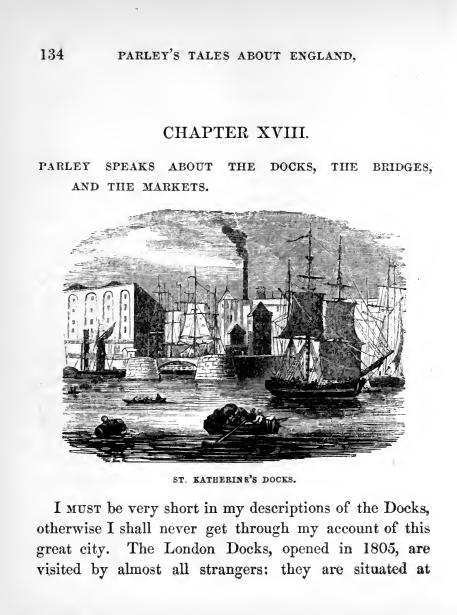 134 PARLEY'S TALES ABOUT ENGLAND,
CHAPTER XVIII.
PARLEY SPEAKS ABOUT THE DOCKS, THE BRIDGES,
AND THE MARKETS.
ST. KATHERINE'S DOCKS.
I MUST be very short in my descriptions of the Docks,
otherwise I shall never get through my account of this
great city. The London Docks, opened in 1805, are
visited by almost all strangers: they are situated at